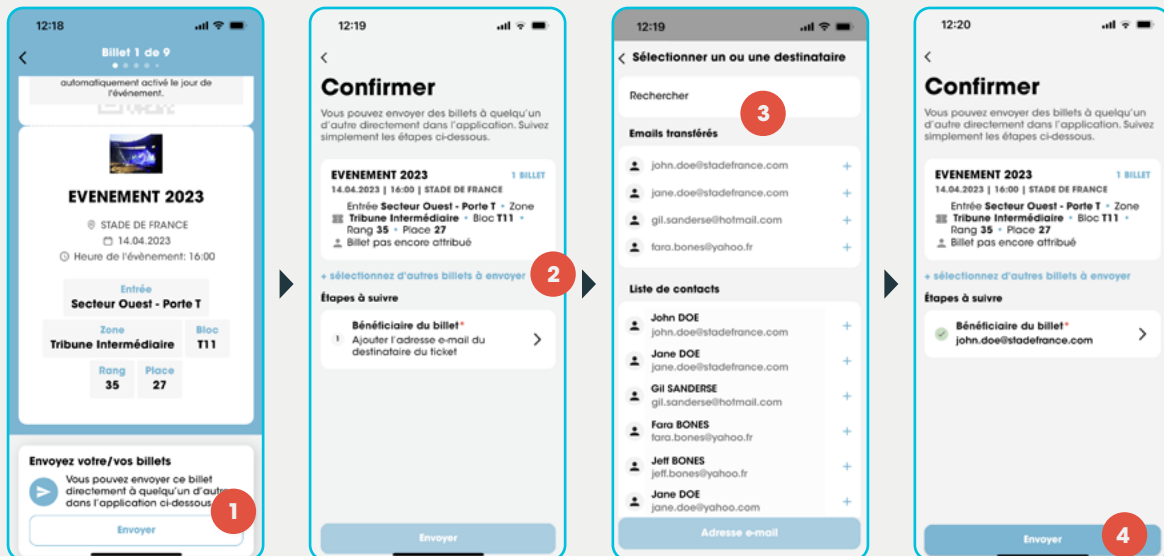 12:18
Billet 1 de 9
automatiquement activé le jour de
l'événement.
EVENEMENT 2023
STADE DE FRANCE
14.04.2023
Heure de l'évènement: 16:00
Entrée
Secteur Ouest - Porte T
Zone
Tribune Intermédiaire
Bloc
T11
Rang
35
Place
27
Envoyez votre/vos billets
Vous pouvez envoyer ce billet
directement à quelqu'un d'autre
dans l'application ci-dessous
1
Envoyer
12:19
Confirmer
Vous pouvez envoyer des billets à quelqu'un
d'autre directement dans l'application. Suivez
simplement les étapes ci-dessous.
EVENEMENT 2023 1 BILLET
14.04.2023 | 16:00 | STADE DE FRANCE
Entrée Secteur Ouest - Porte T • Zone
Tribune Intermédiaire • Bloc T11 •
Rang 35 • Place 27
Billet pas encore attribué
+ sélectionnez d'autres billets à envoyer
2
Étapes à suivre
1
Bénéficiaire du billet*
Ajouter l'adresse e-mail du
destinataire du ticket
Envoyer
12:19
Sélectionner un ou une destinataire
Rechercher
3
Emails transférés
john.doe@stadefrance.com +
jane.doe@stadefrance.com +
gil.sanderse@hotmail.com +
fara.bones@yahoo.fr +
Liste de contacts
John DOE
john.doe@stadefrance.com +
Jane DOE
jane.doe@stadefrance.com +
Gil SANDERSE
gil.sanderse@hotmail.com +
Fara BONES
fara.bones@yahoo.fr +
Jeff BONES
jeff.bones@yahoo.fr +
Jane DOE
jane.doe@yahoo.com +
Adresse e-mail
12:20
Confirmer
Vous pouvez envoyer des billets à quelqu'un
d'autre directement dans l'application. Suivez
simplement les étapes ci-dessous.
EVENEMENT 2023 1 BILLET
14.04.2023 | 16:00 | STADE DE FRANCE
Entrée Secteur Ouest - Porte T • Zone
Tribune Intermédiaire • Bloc T11 •
Rang 35 • Place 27
Billet pas encore attribué
+ sélectionnez d'autres billets à envoyer
Étapes à suivre
Bénéficiaire du billet*
john.doe@stadefrance.com
Envoyer
4